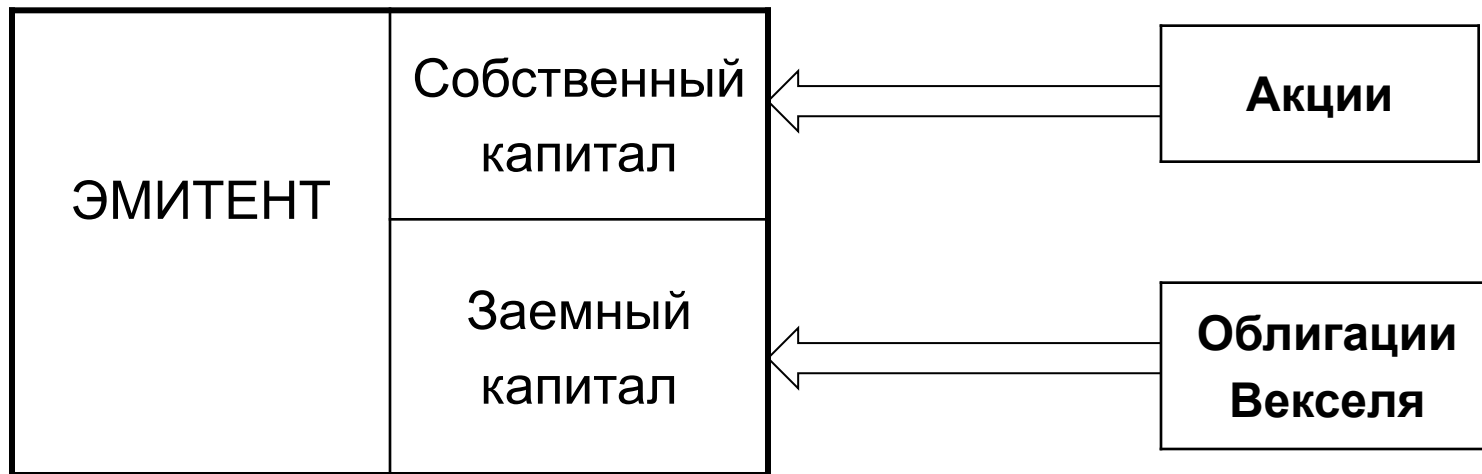 ЭМИТЕНТ
Собственный
капитал
Акции
Заемный
капитал
Облигации
Векселя